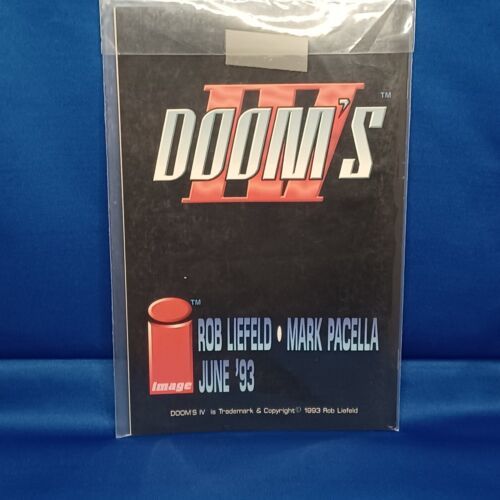 DOOM'S IV ™
™
ROB LIEFELD • MARK PACELLA
JUNE '93
image
DOOM'S IV is Trademark & Copyright © 1993 Rob Liefeld